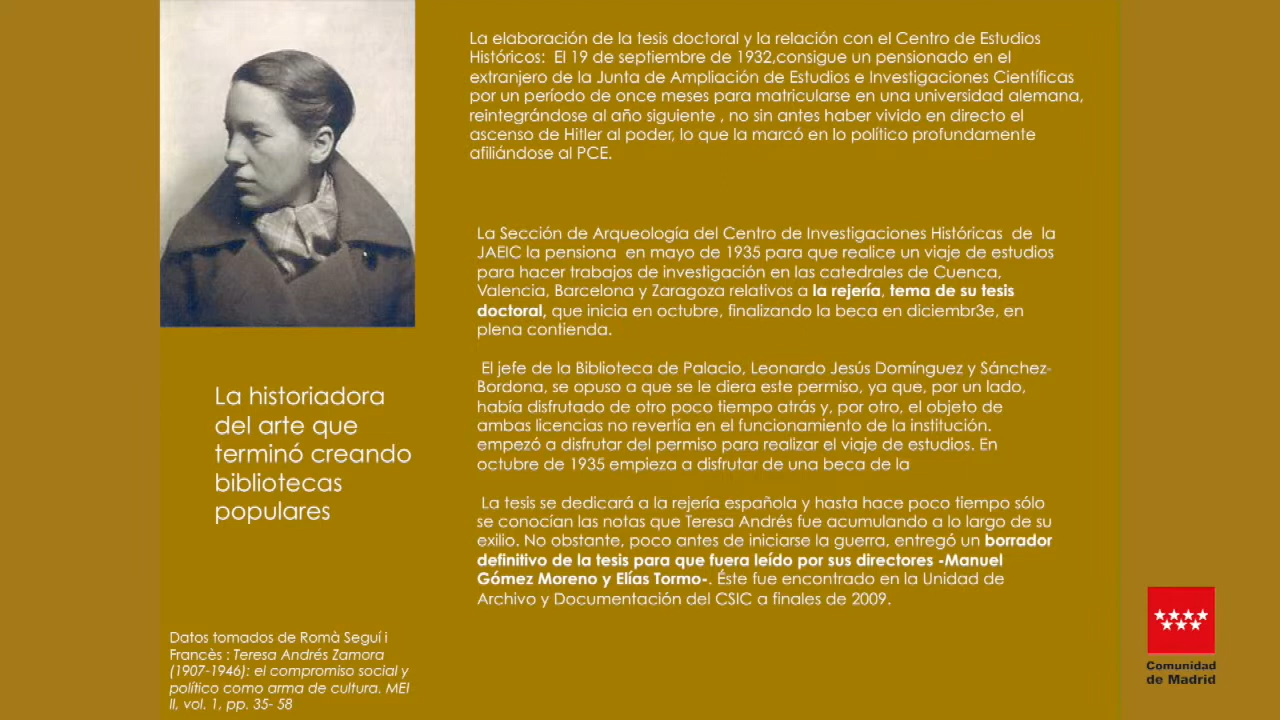 La elaboración de la tesis doctoral y la relación con el Centro de Estudios
Históricos:  El 19 de septiembre de 1932,consigue un pensionado en el
extranjero de la Junta de Ampliación de Estudios e Investigaciones Científicas
por un período de once meses para matricularse en una universidad alemana,
reintegrándose al año siguiente , no sin antes haber vivido en directo el
ascenso de Hitler al poder, lo que la marcó en lo político profundamente
afiliándose al PCE.
La Sección de Arqueología del Centro de Investigaciones Históricas  de  la
JAEIC la pensiona  en mayo de 1935 para que realice un viaje de estudios
para hacer trabajos de investigación en las catedrales de Cuenca,
Valencia, Barcelona y Zaragoza relativos a la rejería, tema de su tesis
doctoral, que inicia en octubre, finalizando la beca en diciembr3e, en
plena contienda.
El jefe de la Biblioteca de Palacio, Leonardo Jesús Domínguez y Sánchez-
Bordona, se opuso a que se le diera este permiso, ya que, por un lado,
había disfrutado de otro poco tiempo atrás y, por otro, el objeto de
ambas licencias no revertía en el funcionamiento de la institución.
empezó a disfrutar del permiso para realizar el viaje de estudios. En
octubre de 1935 empieza a disfrutar de una beca de la
La tesis se dedicará a la rejería española y hasta hace poco tiempo sólo
se conocían las notas que Teresa Andrés fue acumulando a lo largo de su
exilio. No obstante, poco antes de iniciarse la guerra, entregó un borrador
definitivo de la tesis para que fuera leído por sus directores -Manuel
Gómez Moreno y Elías Tormo-. Éste fue encontrado en la Unidad de
Archivo y Documentación del CSIC a finales de 2009.
La historiadora
del arte que
terminó creando
bibliotecas
populares
Datos tomados de Romà Seguí i
Francès : Teresa Andrés Zamora
(1907-1946): el compromiso social y
político como arma de cultura. MEI
II, vol. 1, pp. 35- 58
Comunidad
de Madrid